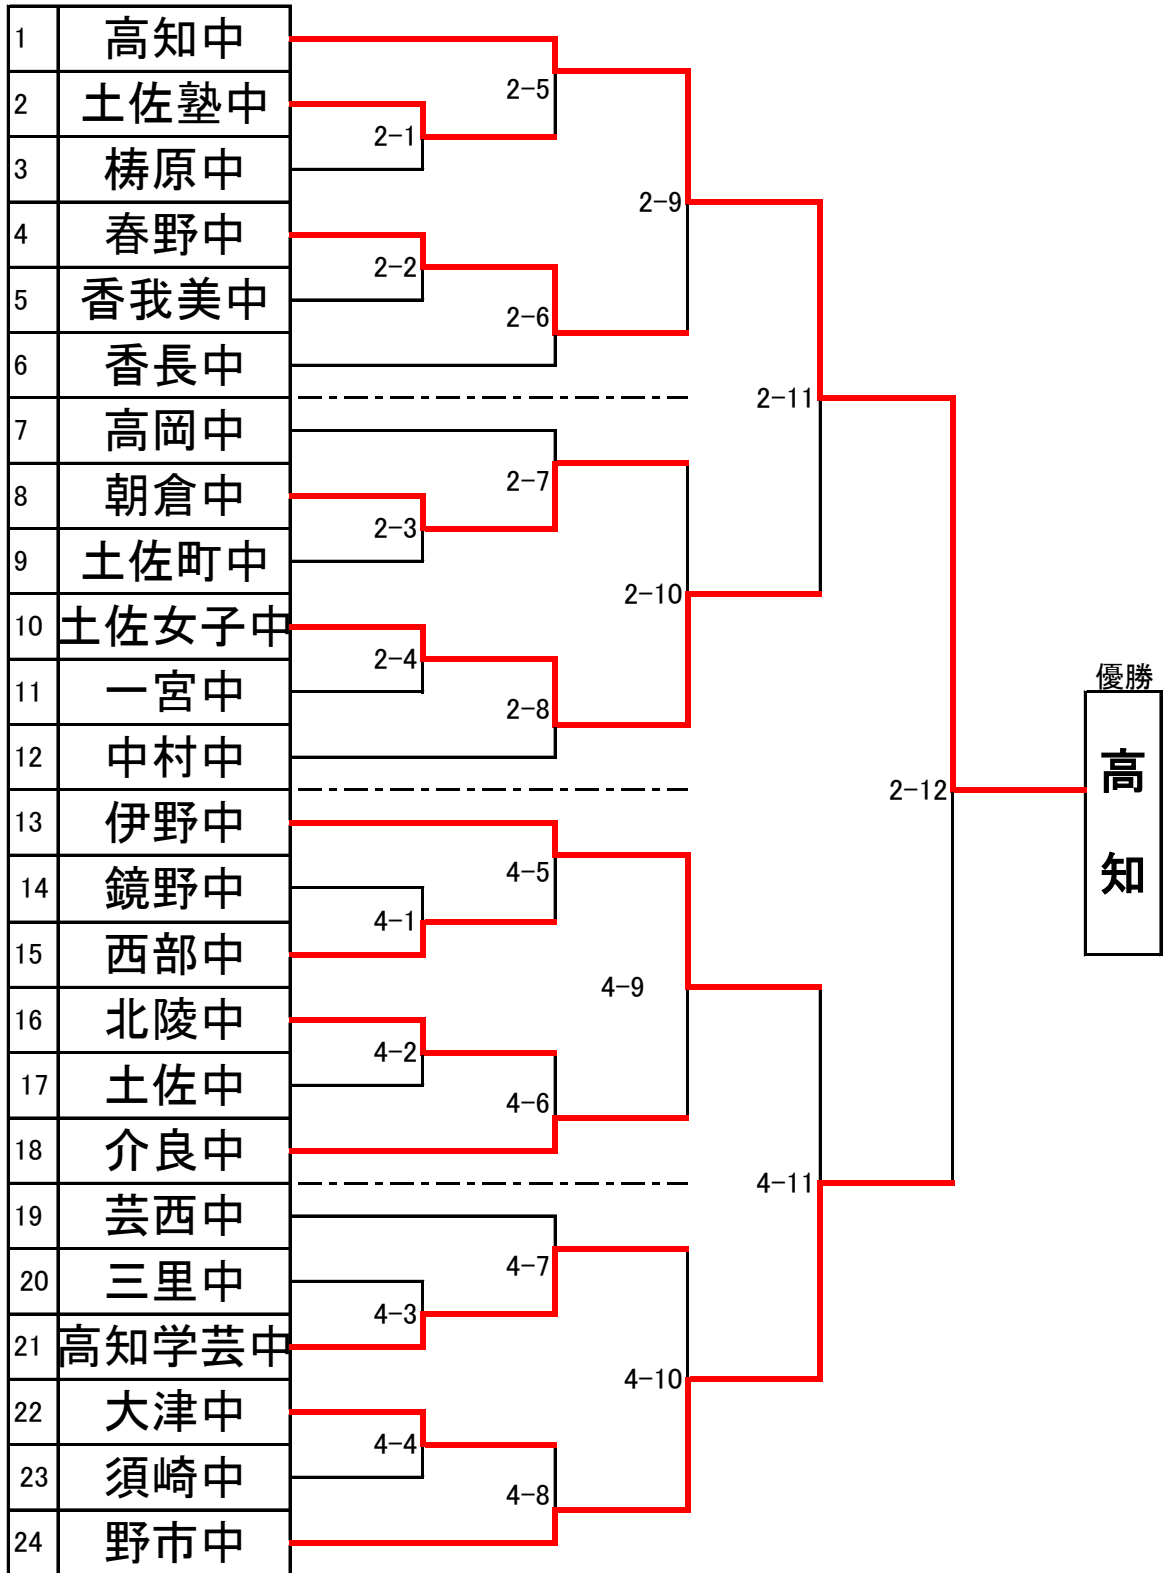 1 高知中
2 土佐塾中
3 梼原中
4 春野中
5 香我美中
6 香長中
7 高岡中
8 朝倉中
9 土佐町中
10 土佐女子中
11 一宮中
12 中村中
13 伊野中
14 鏡野中
15 西部中
16 北陵中
17 土佐中
18 介良中
19 芸西中
20 三里中
21 高知学芸中
22 大津中
23 須崎中
24 野市中
2-1
2-2
2-3
2-4
4-1
4-2
4-3
4-4
2-5
2-6
2-7
2-8
4-5
4-6
4-7
4-8
2-9
2-10
4-9
4-10
2-11
4-11
2-12
優勝
高知